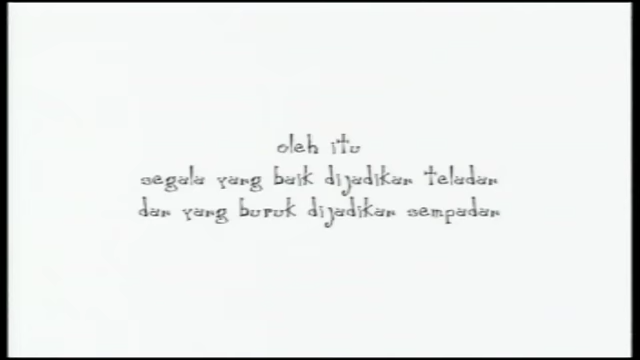 oleh itu
segala yang baik dijadikan teladan
dan yang buruk dijadikan sempadan